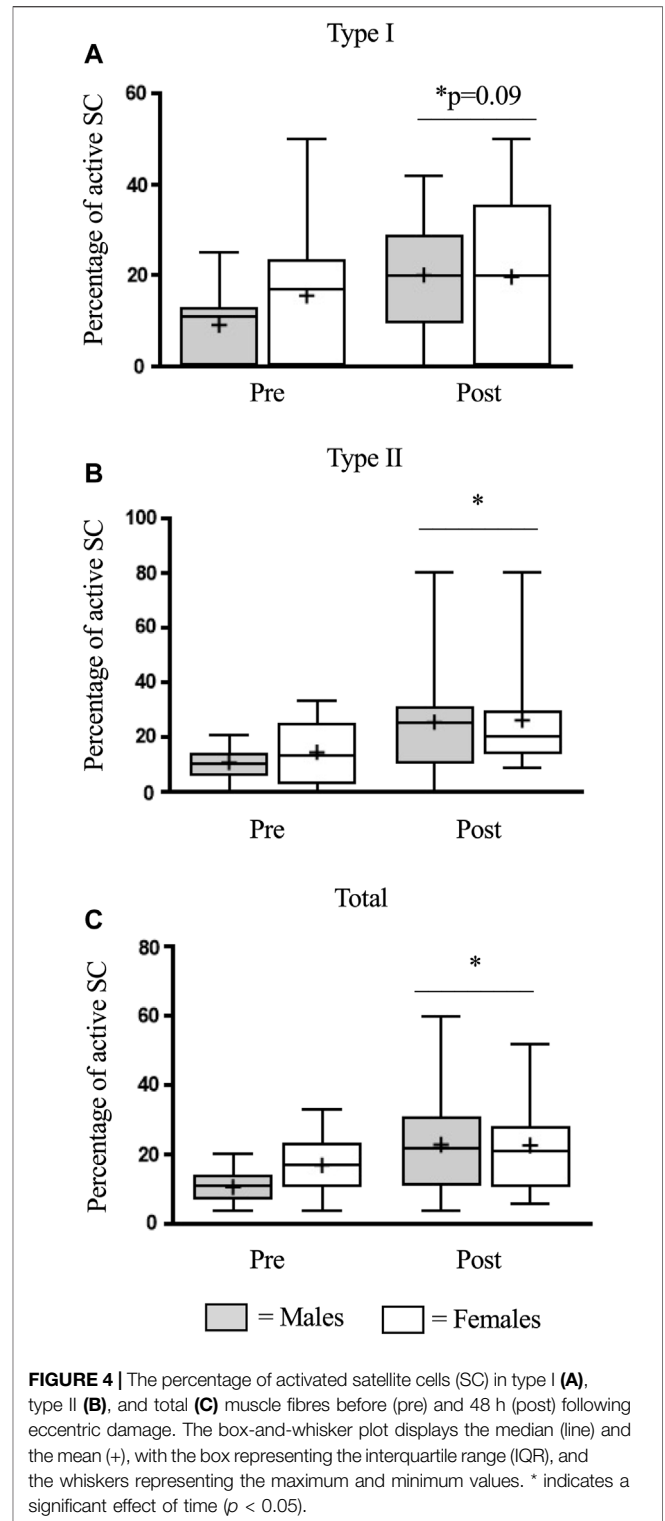 Type I
A
60
40
20
0
Percentage of active SC
*p=0.09
Pre
Post
Type II
B
100
80
60
40
20
0
Percentage of active SC
*
Pre
Post
Total
C
80
60
40
20
0
Percentage of active SC
*
Pre
Post
= Males
= Females
FIGURE 4 | The percentage of activated satellite cells (SC) in type I (A),
type II (B), and total (C) muscle fibres before (pre) and 48 h (post) following
eccentric damage. The box-and-whisker plot displays the median (line) and
the mean (+), with the box representing the interquartile range (IQR), and
the whiskers representing the maximum and minimum values. * indicates a
significant effect of time (p < 0.05).